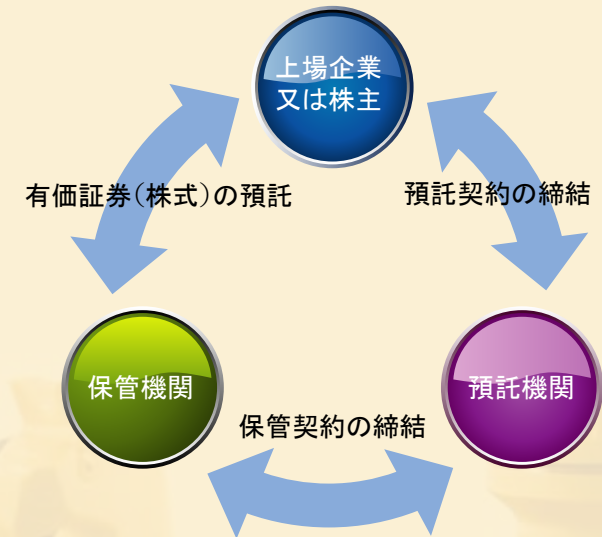 上場企業
又は株主
有価証券(株式)の預託
預託契約の締結
保管機関
預託機関
保管契約の締結